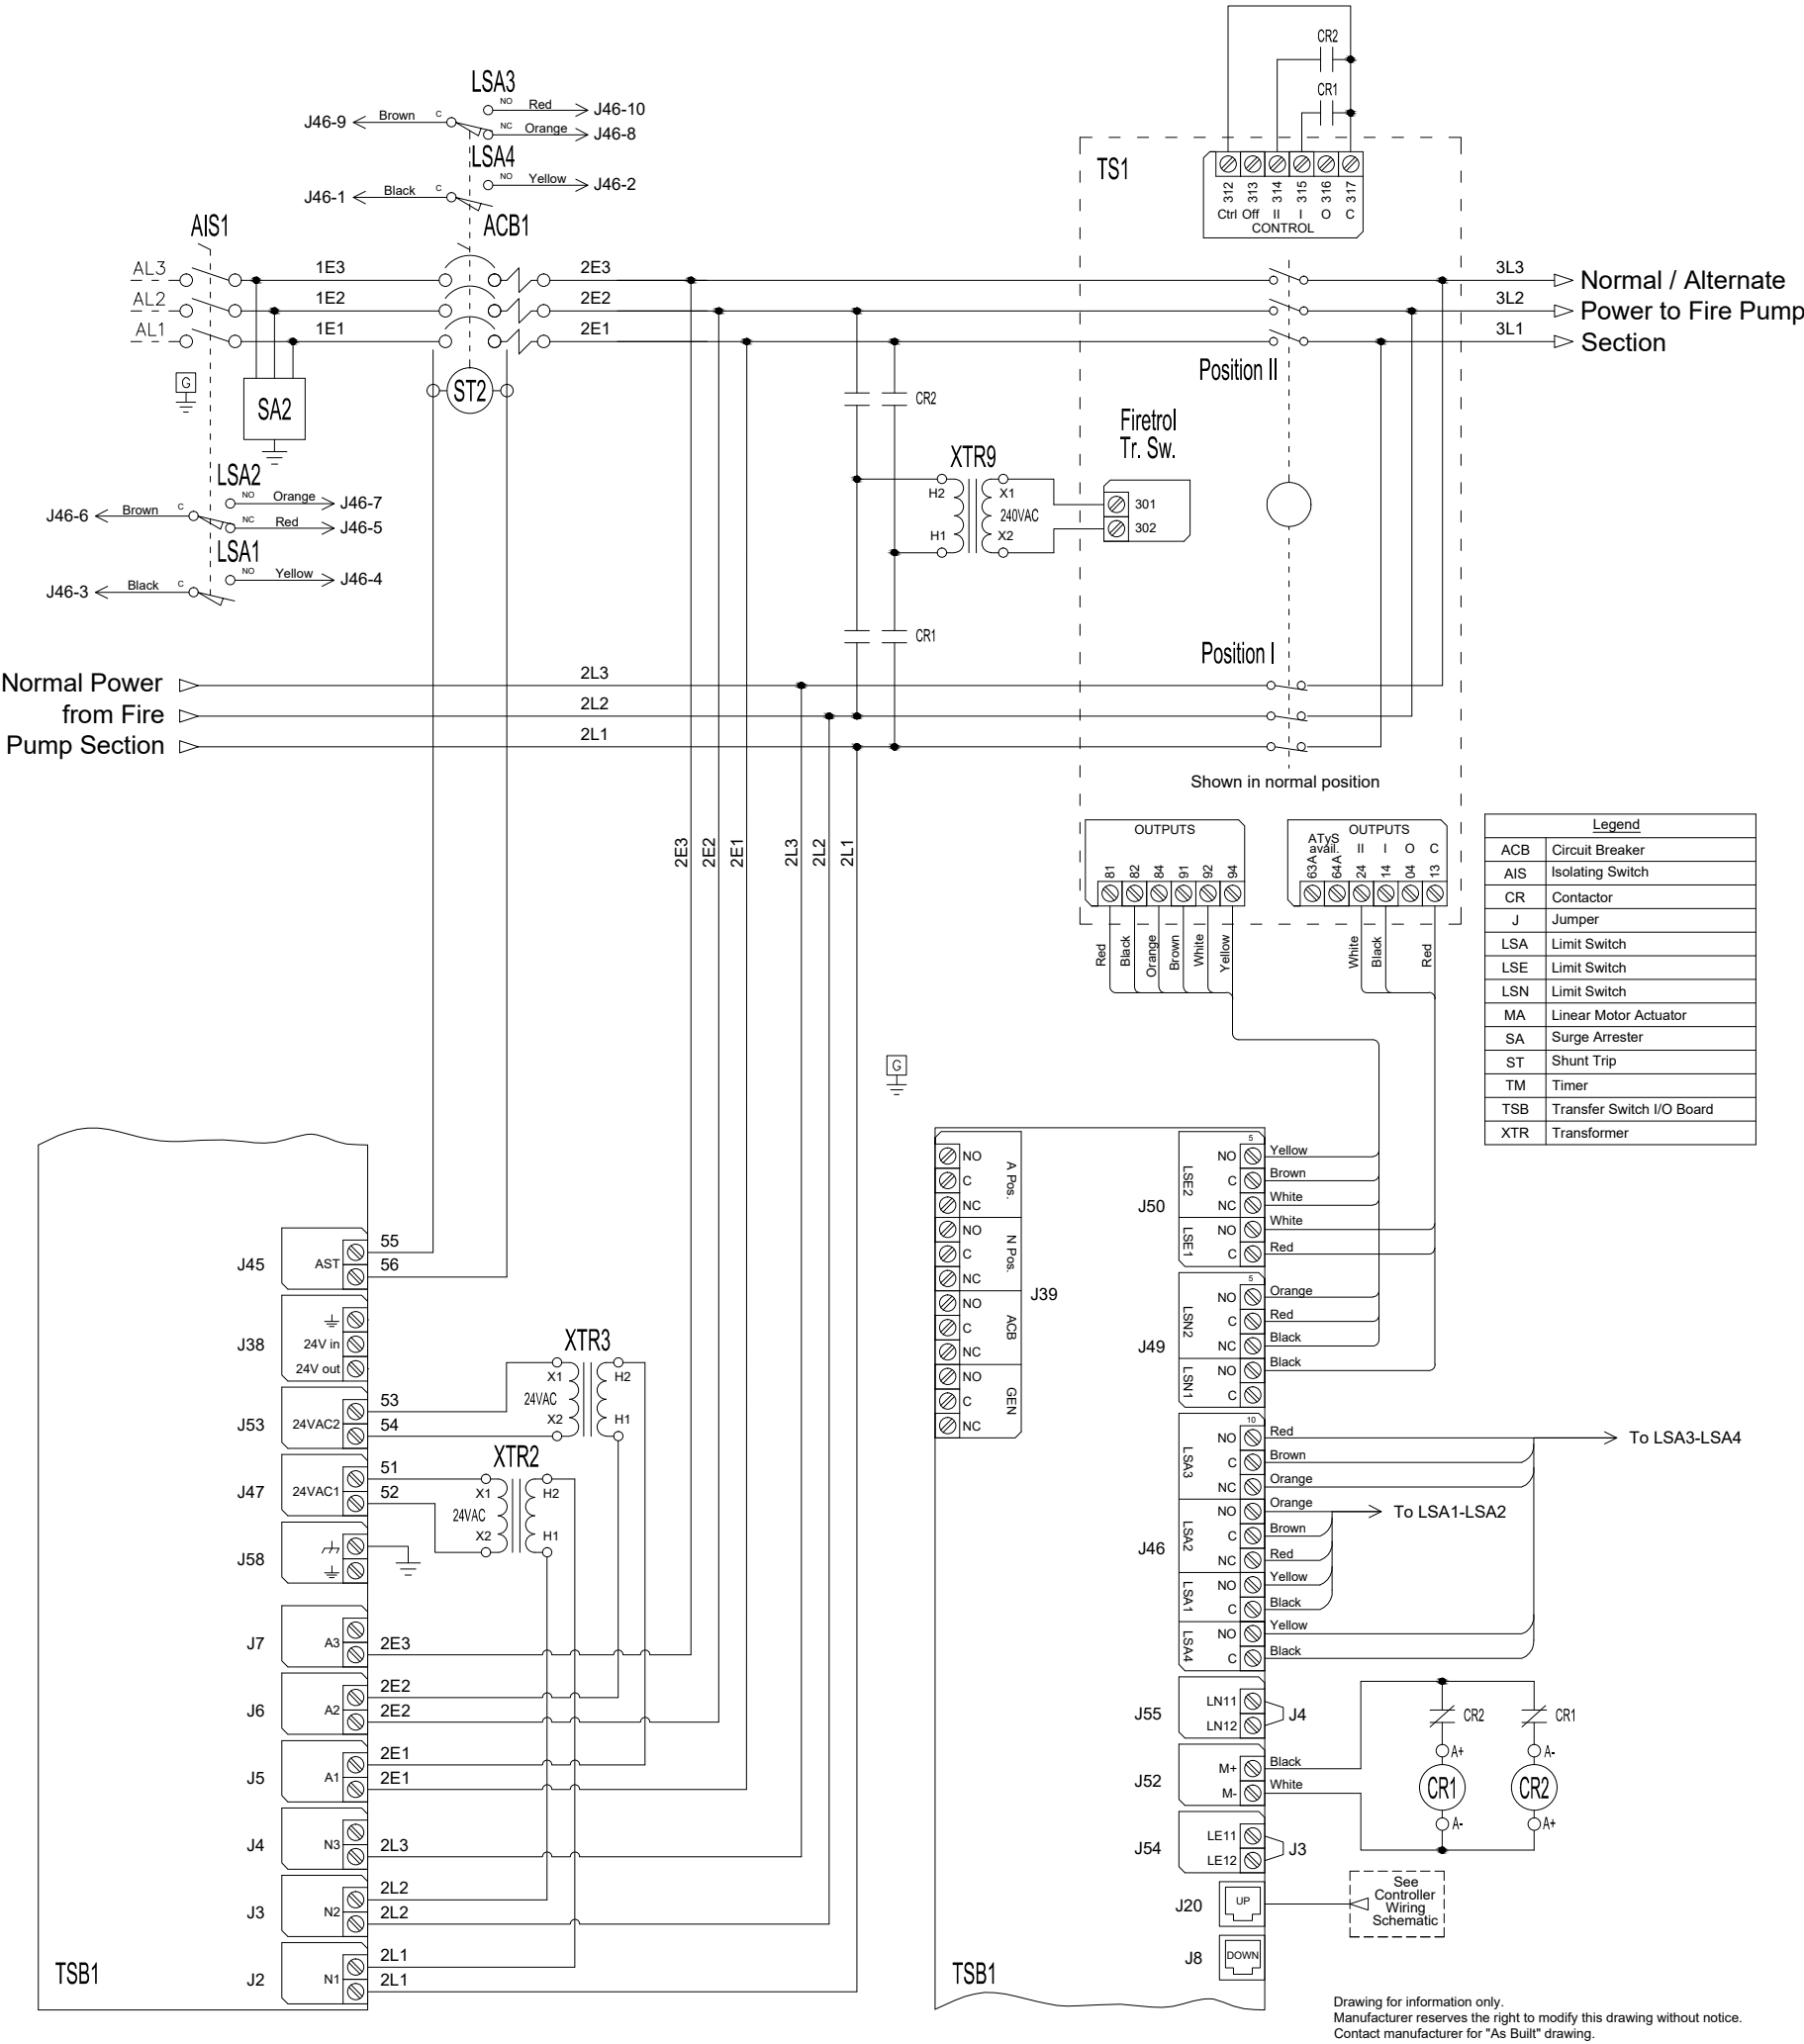 CR2
CR1
LSA3
NO Red J46-10
J46-9 Brown C
NC Orange J46-8
LSA4
NO Yellow J46-2
J46-1 Black C
TS1
312 313 314 315 316 317
Ctrl Off II I O C
CONTROL
AIS1
ACB1
AL3 1E3 2E3 3L3
AL2 1E2 2E2 3L2
AL1 1E1 2E1 3L1
Normal / Alternate
Power to Fire Pump
Section
Position II
G
SA2
ST2
CR2
Firetrol
Tr. Sw.
XTR9
H2 X1
240VAC
H1 X2
301
302
LSA2
NO Orange J46-7
J46-6 Brown C
NC Red J46-5
LSA1
NO Yellow J46-4
J46-3 Black C
CR1
Position I
Normal Power
from Fire
Pump Section
2L3
2L2
2L1
Shown in normal position
2E3 2E2 2E1 2L3 2L2 2L1
OUTPUTS
81 82 84 91 92 94
Red Black Orange Brown White Yellow
OUTPUTS
ATyS
avail. II I O C
63A 64A 24 14 04 13
White Black Red
Legend
ACB Circuit Breaker
AIS Isolating Switch
CR Contactor
J Jumper
LSA Limit Switch
LSE Limit Switch
LSN Limit Switch
MA Linear Motor Actuator
SA Surge Arrester
ST Shunt Trip
TM Timer
TSB Transfer Switch I/O Board
XTR Transformer
G
J45 AST 55
56
J38
24V in
24V out
J53 24VAC2 53
54
XTR3
X1 H2
24VAC
X2 H1
J47 24VAC1 51
52
XTR2
X1 H2
24VAC
X2 H1
J58
J7 A3 2E3
J6 A2 2E2
2E2
J5 A1 2E1
2E1
J4 N3 2L3
J3 N2 2L2
2L2
J2 N1 2L1
2L1
TSB1
J39
NO
C
NC
A Pos.
NO
C
NC
N Pos.
NO
C
NC
ACB
NO
C
NC
GEN
J50
5
LSE2
NO Yellow
C Brown
NC White
LSE1
NO White
C Red
J49
5
LSN2
NO Orange
C Red
NC Black
LSN1
NO Black
C
J46
10
LSA3
NO Red
C Brown
NC Orange
To LSA3-LSA4
LSA2
NO Orange
C Brown
NC Red
To LSA1-LSA2
LSA1
NO Yellow
C Black
LSA4
NO Yellow
C Black
J55 LN11
LN12
J4
J52 M+ Black
M- White
CR2 CR1
A+ A-
CR1 CR2
A- A+
J54 LE11
LE12
J3
J20 UP
See
Controller
Wiring
Schematic
J8 DOWN
TSB1
Drawing for information only.
Manufacturer reserves the right to modify this drawing without notice.
Contact manufacturer for "As Built" drawing.